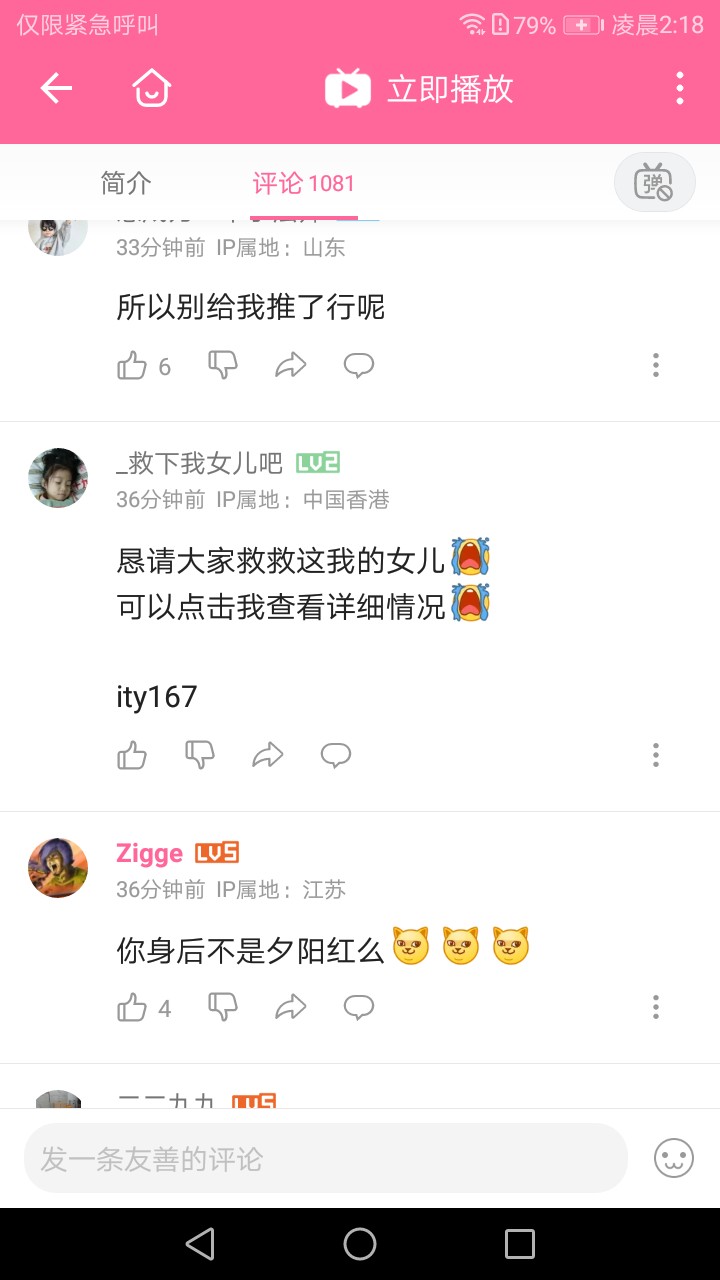 仅限紧急呼叫
79% 凌晨2:18
立即播放
简介
评论 1081
弹
33分钟前 IP属地：山东
所以别给我推了行呢
6
_救下我女儿吧 LV2
36分钟前 IP属地：中国香港
恳请大家救救这我的女儿
可以点击我查看详细情况
ity167
Zigge LV5
36分钟前 IP属地：江苏
你身后不是夕阳红么
4
LV5
发一条友善的评论